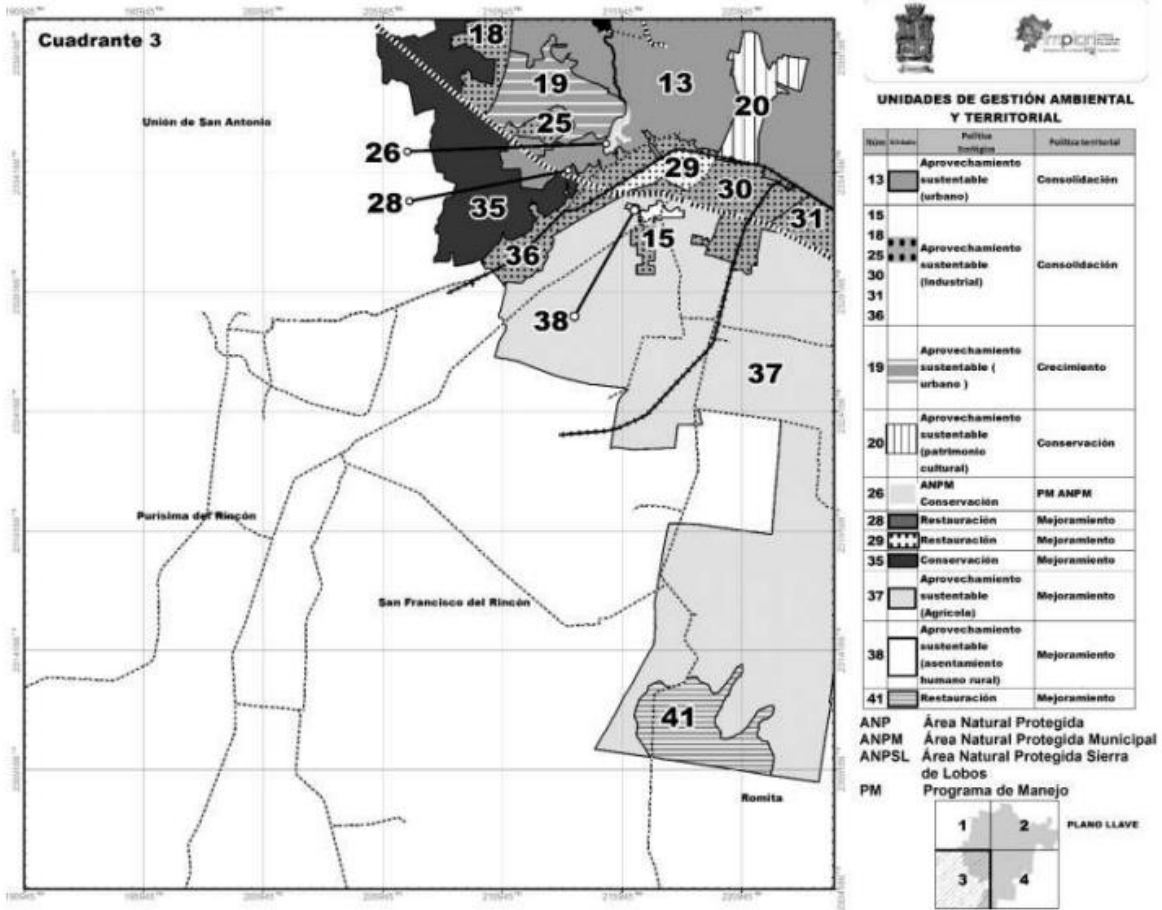 Cuadrante 3
18
19
13
20
Unión de San Antonio
25
26
29
30
28
35
31
36
15
38
37
Purísima del Rincón
San Francisco del Rincón
41
Romita
implan
UNIDADES DE GESTIÓN AMBIENTAL
Y TERRITORIAL
Núm Política Ecológica Política territorial
13 Aprovechamiento sustentable (urbano) Consolidación
15
18
25
30
31
36
Aprovechamiento sustentable (Industrial) Consolidación
19 Aprovechamiento sustentable ( urbano ) Crecimiento
20 Aprovechamiento sustentable (patrimonio cultural) Conservación
26 ANPM Conservación PM ANPM
28 Restauración Mejoramiento
29 Restauración Mejoramiento
35 Conservación Mejoramiento
37 Aprovechamiento sustentable (Agrícola) Mejoramiento
38 Aprovechamiento sustentable (asentamiento humano rural) Mejoramiento
41 Restauración Mejoramiento
ANP Área Natural Protegida
ANPM Área Natural Protegida Municipal
ANPSL Área Natural Protegida Sierra
de Lobos
PM Programa de Manejo
1 2 PLANO LLAVE
3 4